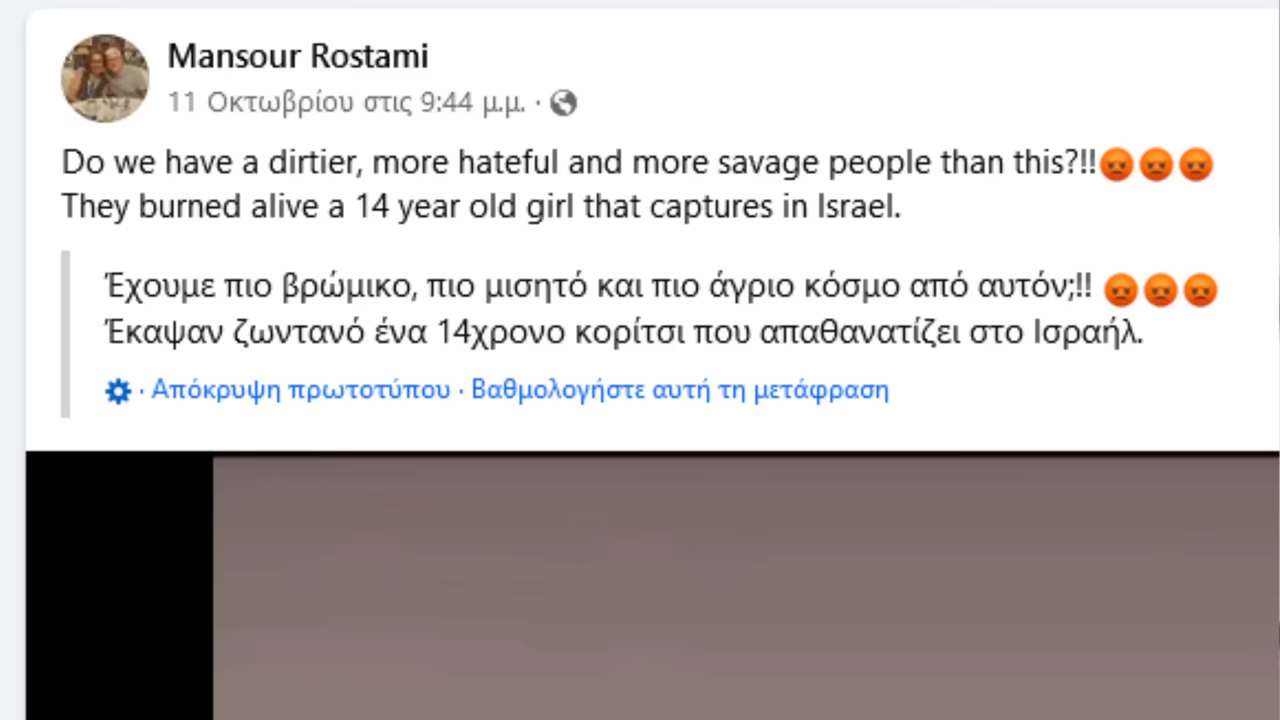 Mansour Rostami
11 Οκτωβρίου στις 9:44 μ.μ. ·
Do we have a dirtier, more hateful and more savage people than this?!!😡😡😡
They burned alive a 14 year old girl that captures in Israel.
Έχουμε πιο βρώμικο, πιο μισητό και πιο άγριο κόσμο από αυτόν;!! 😡😡😡
Έκαψαν ζωντανό ένα 14χρονο κορίτσι που απαθανατίζει στο Ισραήλ.
· Απόκρυψη πρωτοτύπου · Βαθμολογήστε αυτή τη μετάφραση